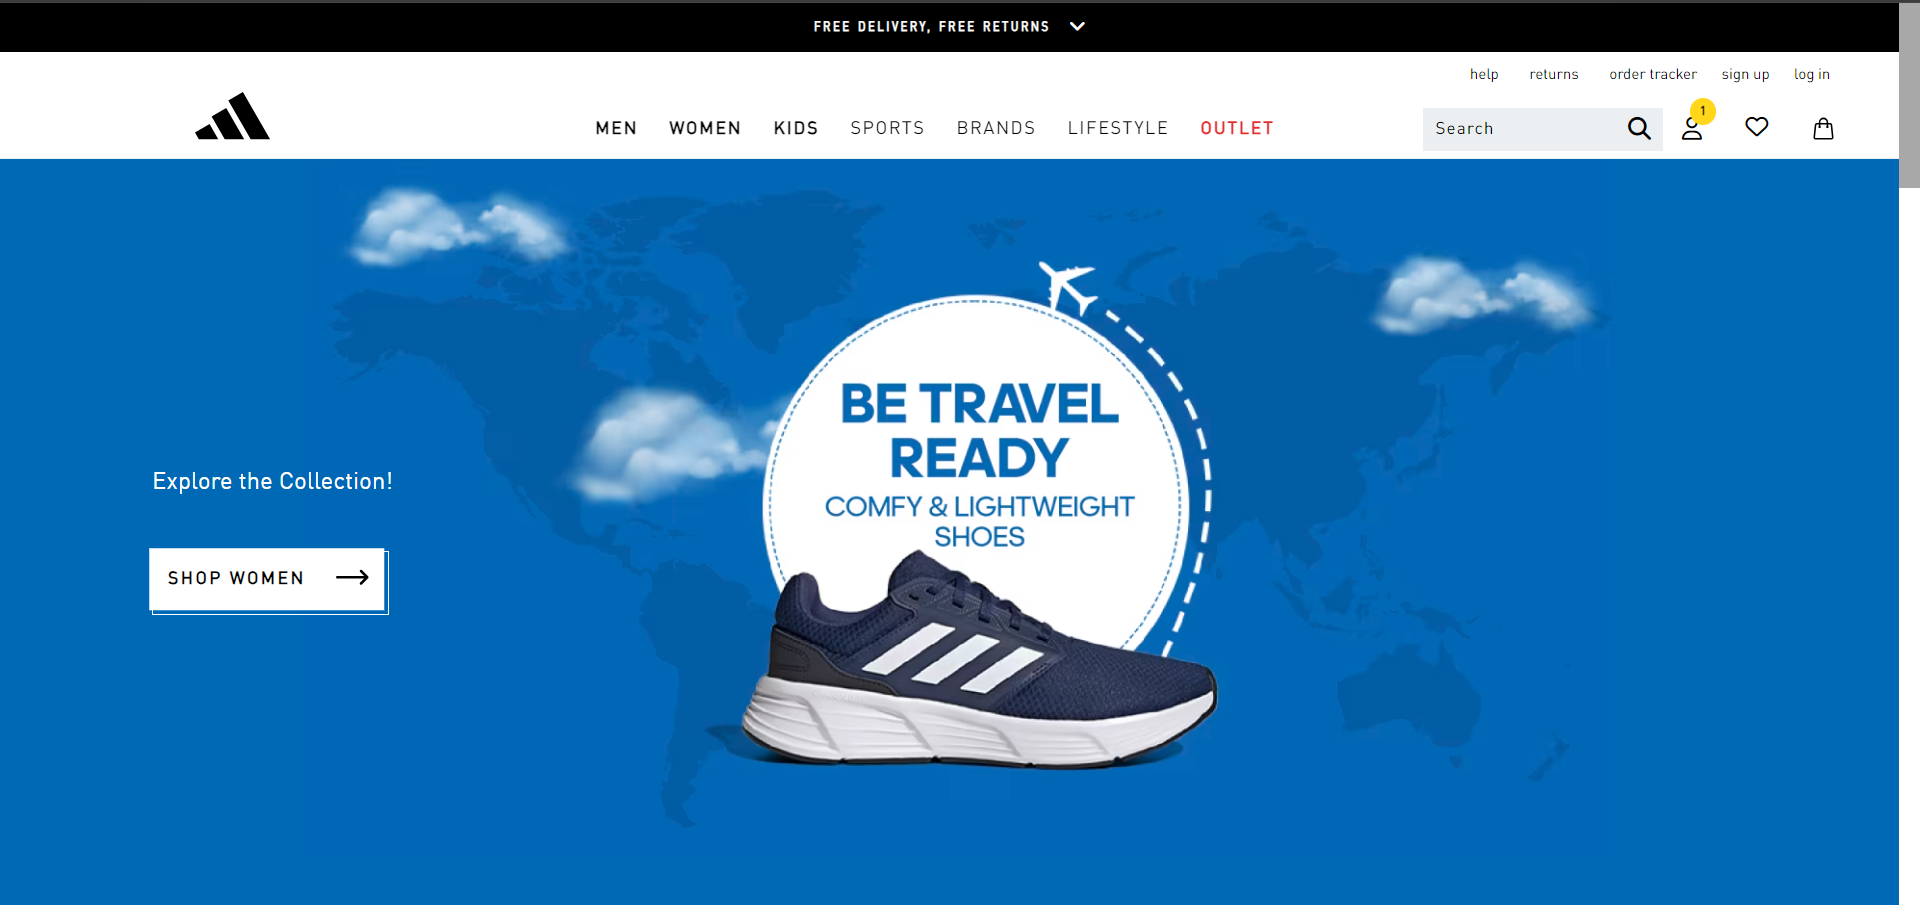 FREE DELIVERY, FREE RETURNS
help returns order tracker sign up log in
MEN WOMEN KIDS SPORTS BRANDS LIFESTYLE OUTLET
Search
1
BE TRAVEL
READY
COMFY & LIGHTWEIGHT
SHOES
Explore the Collection!
SHOP WOMEN